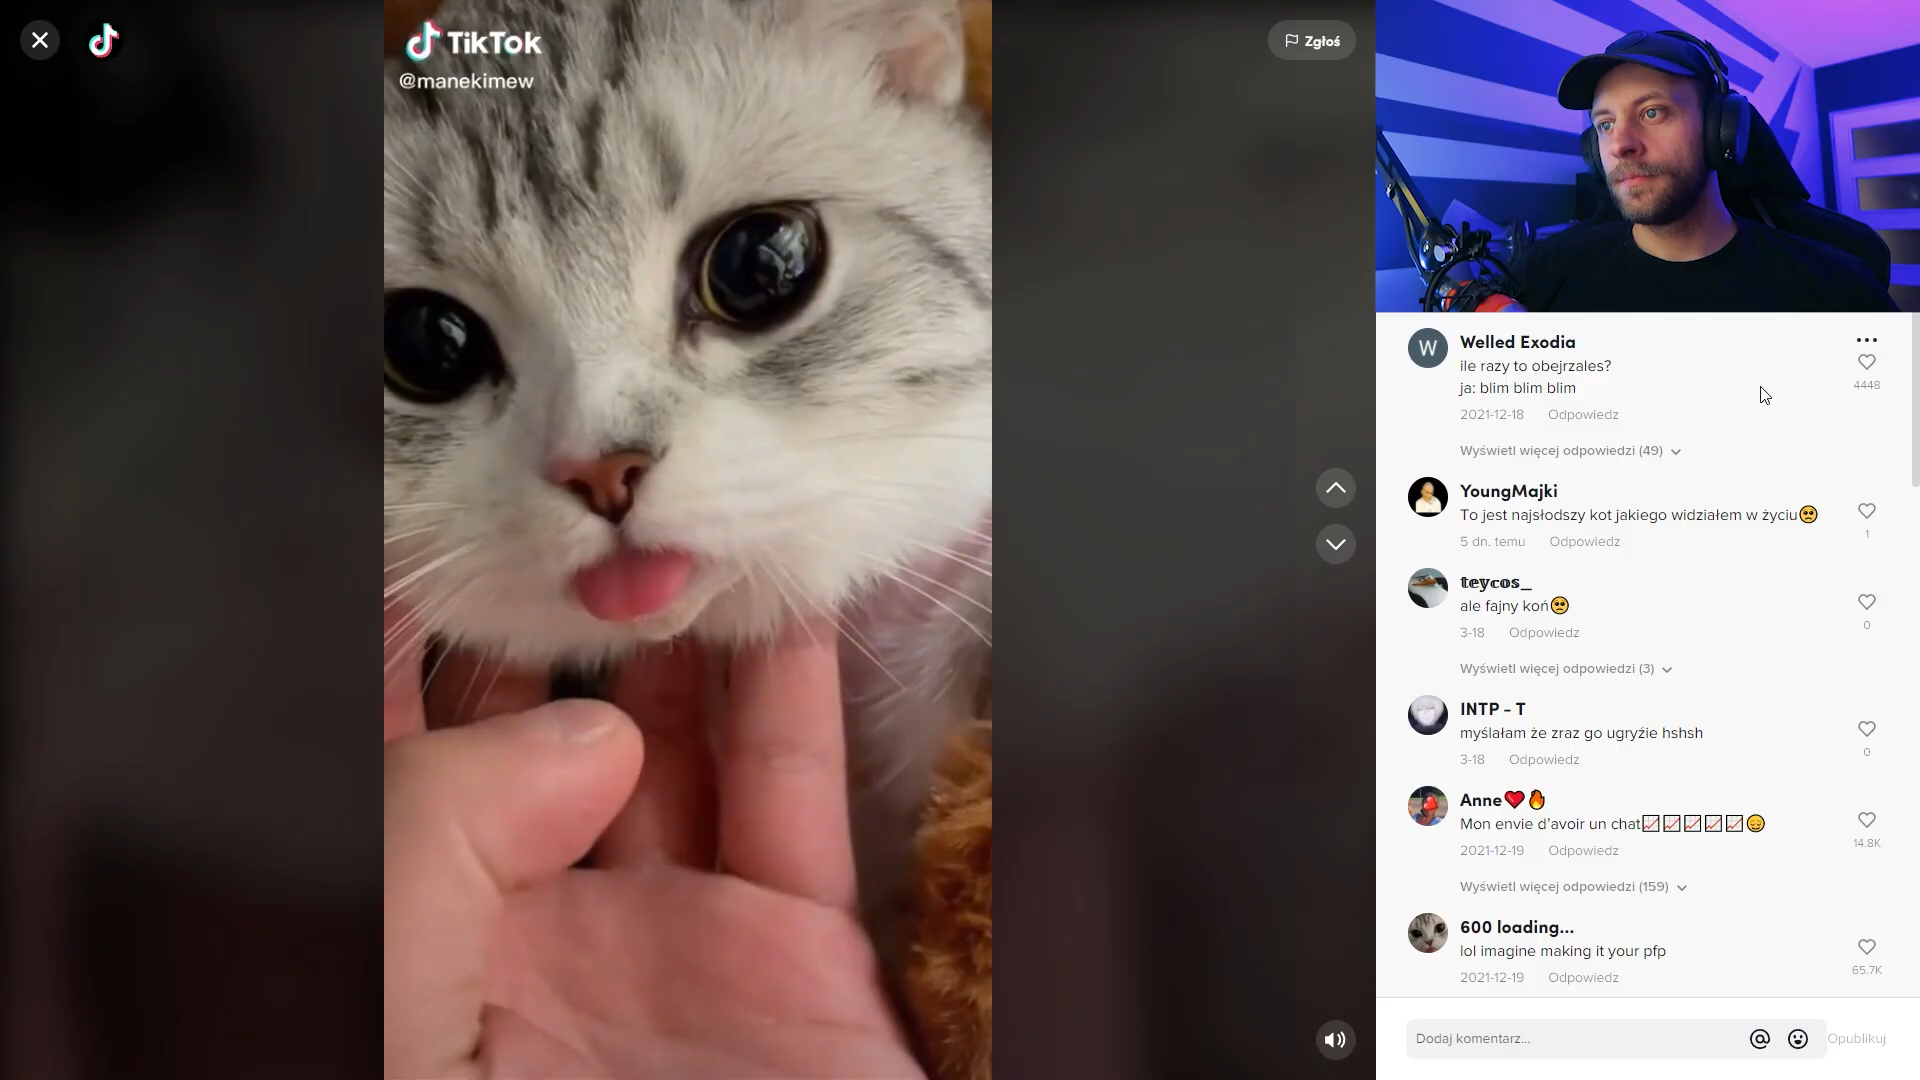 TikTok
@manekimew
Zgłoś
W
Welled Exodia
ile razy to obejrzales?
ja: blim blim blim
4448
2021-12-18 Odpowiedz
Wyświetl więcej odpowiedzi (49)
YoungMajki
To jest najsłodszy kot jakiego widziałem w życiu🥺
1
5 dn. temu Odpowiedz
𝕥𝕖𝕪𝕔𝕠𝕤_
ale fajny koń🥺
0
3-18 Odpowiedz
Wyświetl więcej odpowiedzi (3)
INTP - T
myślałam że zraz go ugryźie hshsh
0
3-18 Odpowiedz
Anne❤️🔥
Mon envie d'avoir un chat📈📈📈📈📈😌
14.8K
2021-12-19 Odpowiedz
Wyświetl więcej odpowiedzi (159)
600 loading...
lol imagine making it your pfp
65.7K
2021-12-19 Odpowiedz
Dodaj komentarz... @ Opublikuj